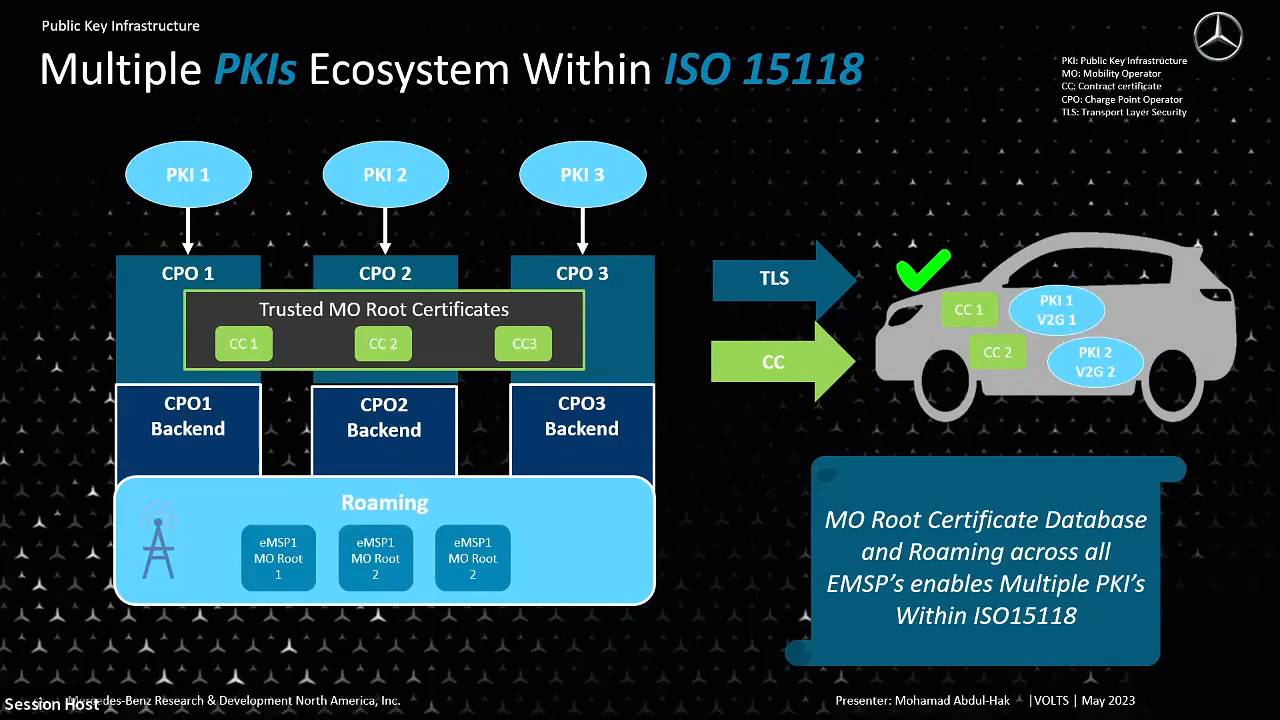 Public Key Infrastructure
Multiple PKIs Ecosystem Within ISO 15118
PKI: Public Key Infrastructure
MO: Mobility Operator
CC: Contract certificate
CPO: Charge Point Operator
TLS: Transport Layer Security
PKI 1
PKI 2
PKI 3
CPO 1
CPO 2
CPO 3
Trusted MO Root Certificates
CC 1
CC 2
CC3
CPO1
Backend
CPO2
Backend
CPO3
Backend
Roaming
eMSP1
MO Root
1
eMSP1
MO Root
2
eMSP1
MO Root
2
TLS
CC
CC 1
PKI 1
V2G 1
CC 2
PKI 2
V2G 2
MO Root Certificate Database
and Roaming across all
EMSP's enables Multiple PKI's
Within ISO15118
Session Host
Mercedes-Benz Research & Development North America, Inc.
Presenter: Mohamad Abdul-Hak |VOLTS | May 2023